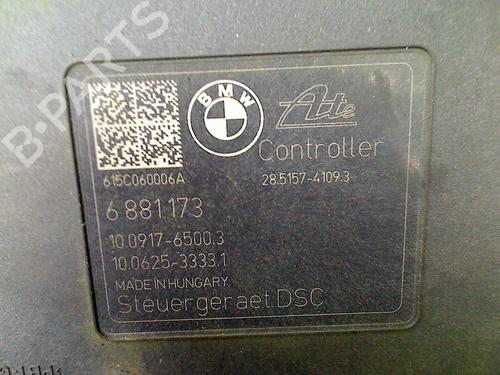 B-PARTS
BMW
Ate
Controller
615C060006A
28.5157-4109.3
6 881 173
10.0917-6500.3
10.0625-3333.1
MADE IN HUNGARY
Steuergeraet DSC